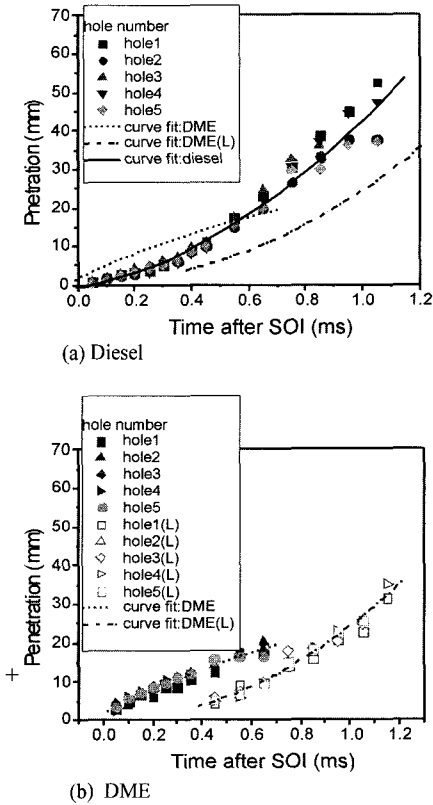 hole number
hole1
hole2
hole3
hole4
hole5
curve fit:DME
curve fit:DME(L)
curve fit:diesel
70
60
50
40
30
20
10
0
Pnetration (mm)
0.0 0.2 0.4 0.6 0.8 1.0 1.2
Time after SOI (ms)
(a) Diesel
hole number
hole1
hole2
hole3
hole4
hole5
hole1(L)
hole2(L)
hole3(L)
hole4(L)
hole5(L)
curve fit:DME
curve fit:DME(L)
70
60
50
40
30
20
10
0
+ Penetration (mm)
0.0 0.2 0.4 0.6 0.8 1.0 1.2
Time after SOI (ms)
(b) DME